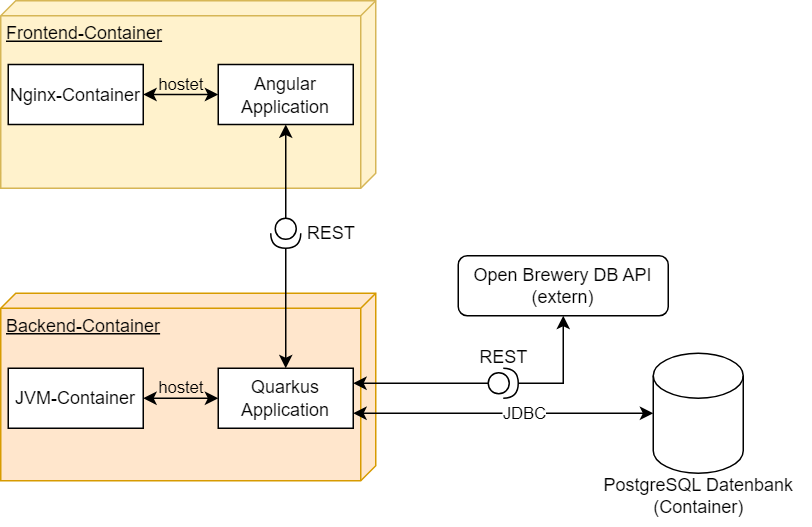 Frontend-Container
Nginx-Container
hostet
Angular
Application
REST
Backend-Container
JVM-Container
hostet
Quarkus
Application
Open Brewery DB API
(extern)
REST
JDBC
PostgreSQL Datenbank
(Container)